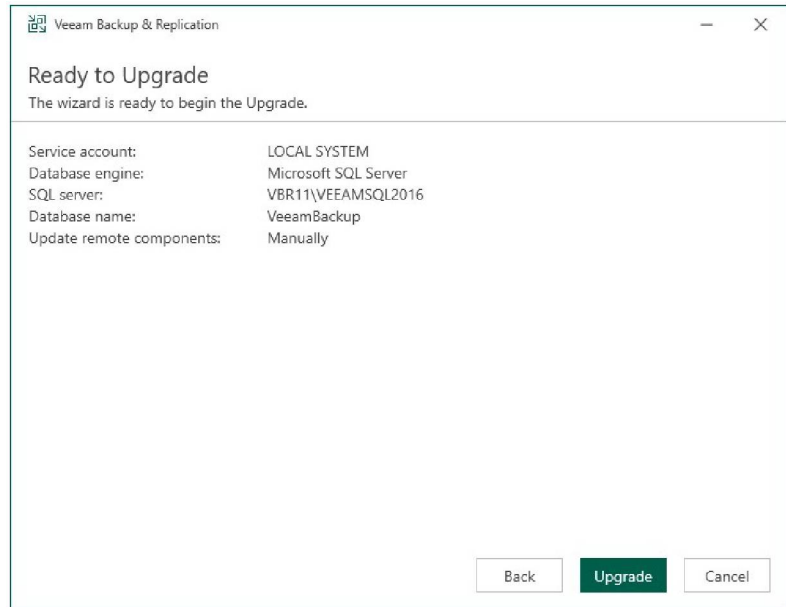 Veeam Backup & Replication
Ready to Upgrade
The wizard is ready to begin the Upgrade.
Service account: LOCAL SYSTEM
Database engine: Microsoft SQL Server
SQL server: VBR11\VEEAMSQL2016
Database name: VeeamBackup
Update remote components: Manually
Back Upgrade Cancel